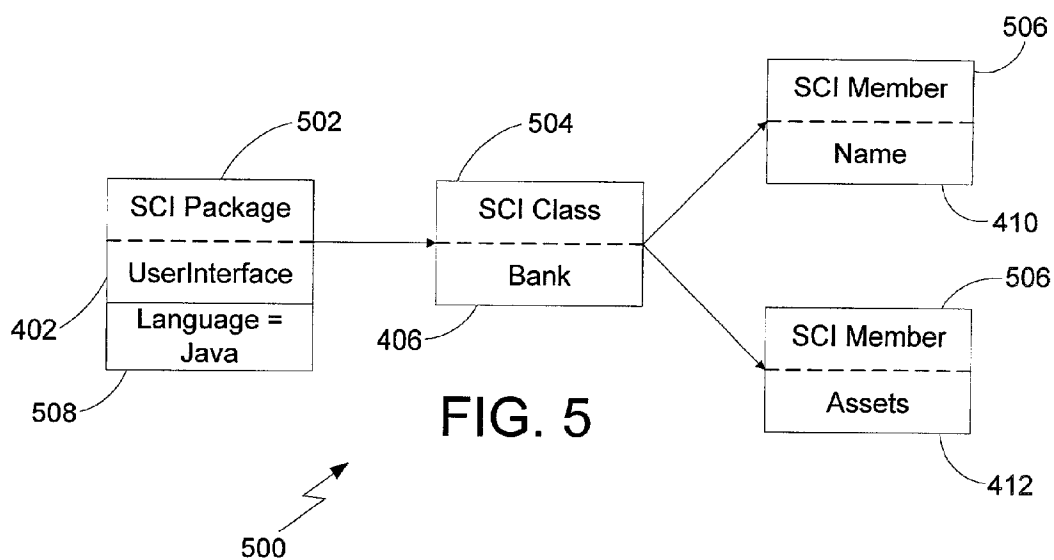 506
SCI Member
Name
410
502
SCI Package
UserInterface
402
Language =
Java
508
504
SCI Class
Bank
406
506
SCI Member
Assets
412
FIG. 5
500